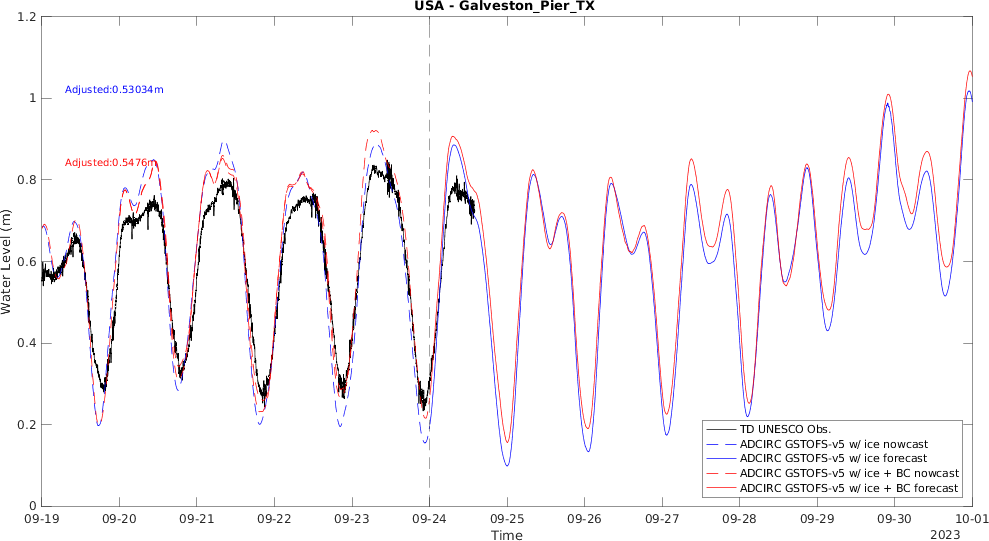 USA - Galveston_Pier_TX
1.2
1
0.8
0.6
0.4
0.2
0
Water Level (m)
Adjusted:0.53034m
Adjusted:0.5476m
TD UNESCO Obs.
ADCIRC GSTOFS-v5 w/ ice nowcast
ADCIRC GSTOFS-v5 w/ ice forecast
ADCIRC GSTOFS-v5 w/ ice + BC nowcast
ADCIRC GSTOFS-v5 w/ ice + BC forecast
09-19 09-20 09-21 09-22 09-23 09-24 09-25 09-26 09-27 09-28 09-29 09-30 10-01
Time
2023